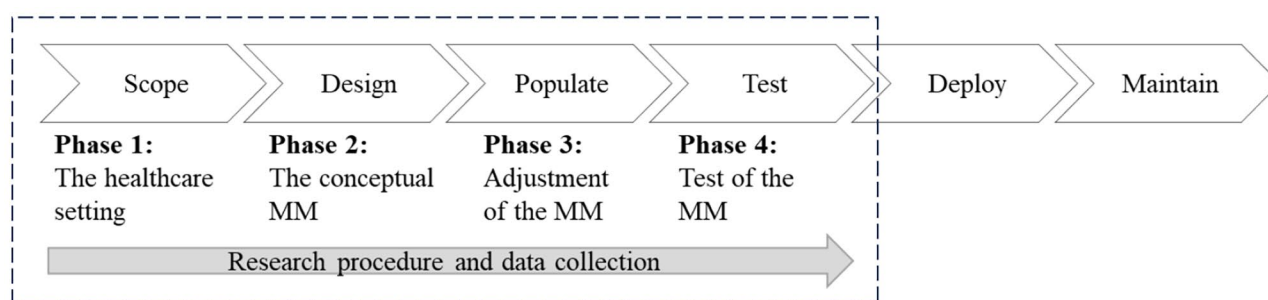 Scope
Design
Populate
Test
Deploy
Maintain
Phase 1:
The healthcare
setting
Phase 2:
The conceptual
MM
Phase 3:
Adjustment
of the MM
Phase 4:
Test of the
MM
Research procedure and data collection